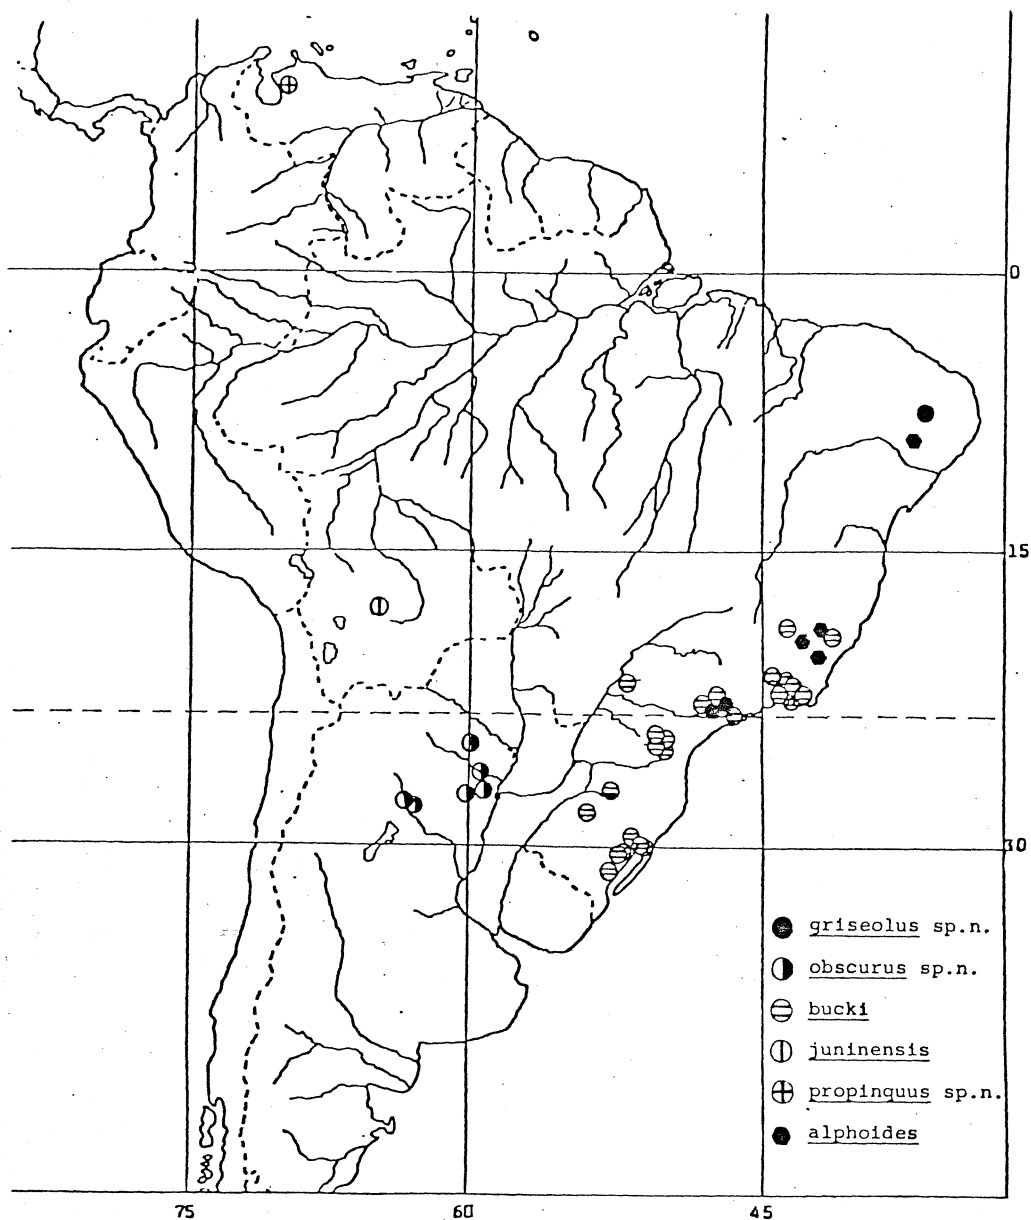 0
15
30
griseolus sp.n.
obscurus sp.n.
bucki
juninensis
propinquus sp.n.
alphoides
75 60 45